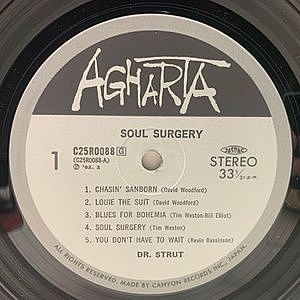 AGHARTA
SOUL SURGERY
1
C25R0088 G
(C25R0088-A)
Ⓟ '82. 2
STEREO
33⅓r.p.m.
1. CHASIN' SANBORN (David Woodford)
2. LOUIE THE SUIT (David Woodford)
3. BLUES FOR BOHEMIA (Tim Weston-Bill Elliot)
4. SOUL SURGERY (Tim Weston)
5. YOU DON'T HAVE TO WAIT (Kevin Bassinson)
DR. STRUT
ALL RIGHTS RESERVED. MADE BY CANYON RECORDS INC., JAPAN.